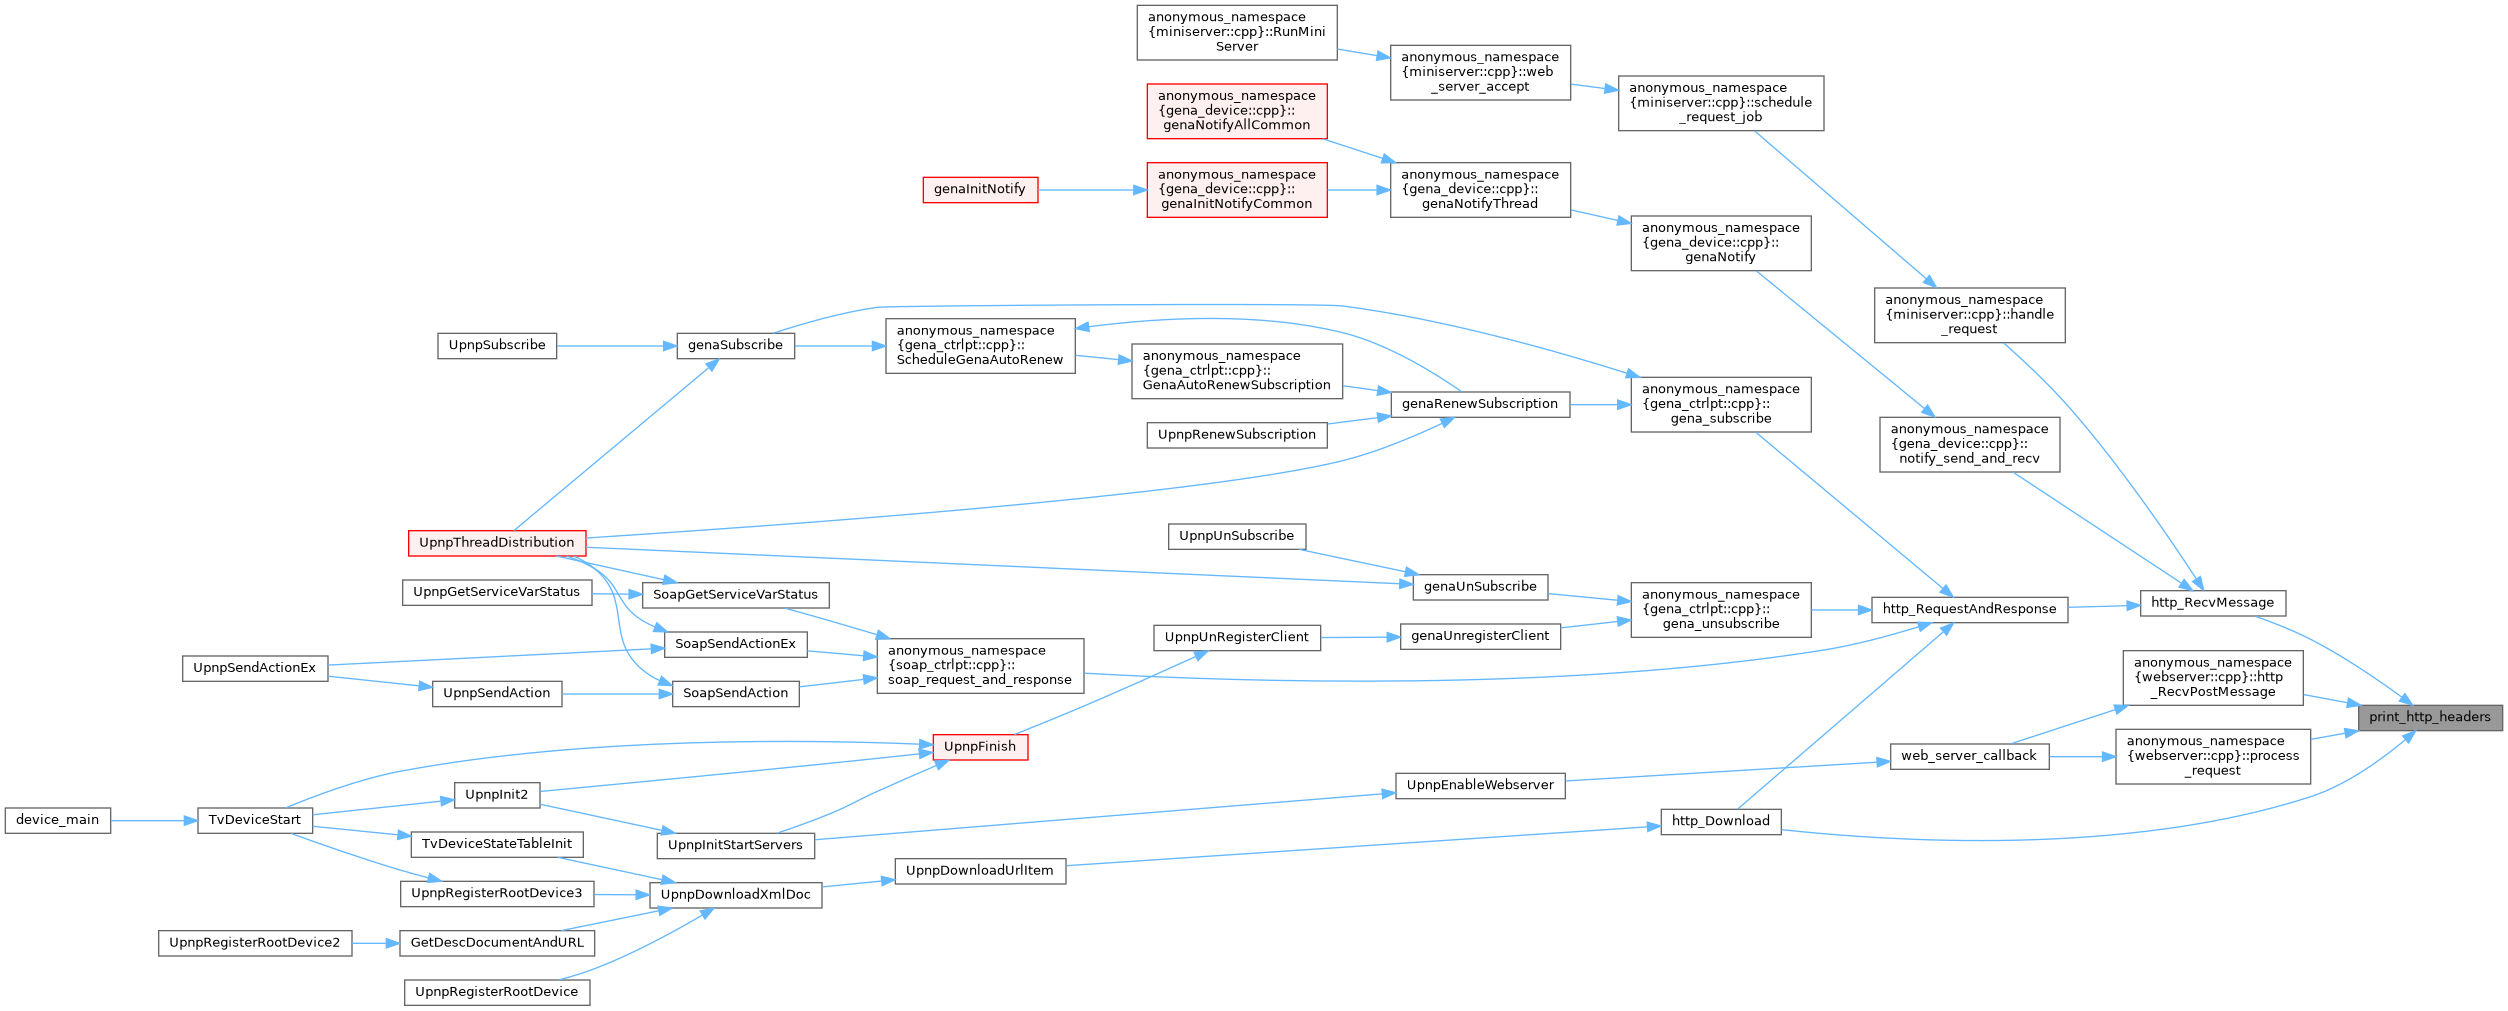 anonymous_namespace
{miniserver::cpp}::RunMini
Server
anonymous_namespace
{miniserver::cpp}::web
_server_accept
anonymous_namespace
{miniserver::cpp}::schedule
_request_job
anonymous_namespace
{gena_device::cpp}::
genaNotifyAllCommon
genaInitNotify
anonymous_namespace
{gena_device::cpp}::
genaInitNotifyCommon
anonymous_namespace
{gena_device::cpp}::
genaNotifyThread
anonymous_namespace
{gena_device::cpp}::
genaNotify
anonymous_namespace
{miniserver::cpp}::handle
_request
UpnpSubscribe
genaSubscribe
anonymous_namespace
{gena_ctrlpt::cpp}::
ScheduleGenaAutoRenew
anonymous_namespace
{gena_ctrlpt::cpp}::
GenaAutoRenewSubscription
genaRenewSubscription
anonymous_namespace
{gena_ctrlpt::cpp}::
gena_subscribe
UpnpRenewSubscription
anonymous_namespace
{gena_device::cpp}::
notify_send_and_recv
UpnpThreadDistribution
UpnpUnSubscribe
UpnpGetServiceVarStatus
SoapGetServiceVarStatus
genaUnSubscribe
anonymous_namespace
{gena_ctrlpt::cpp}::
gena_unsubscribe
http_RequestAndResponse
http_RecvMessage
UpnpSendActionEx
SoapSendActionEx
anonymous_namespace
{soap_ctrlpt::cpp}::
soap_request_and_response
UpnpUnRegisterClient
genaUnregisterClient
UpnpSendAction
SoapSendAction
anonymous_namespace
{webserver::cpp}::http
_RecvPostMessage
print_http_headers
UpnpFinish
anonymous_namespace
{webserver::cpp}::process
_request
web_server_callback
UpnpInit2
UpnpEnableWebserver
device_main
TvDeviceStart
http_Download
TvDeviceStateTableInit
UpnpInitStartServers
UpnpDownloadUrlItem
UpnpRegisterRootDevice3
UpnpDownloadXmlDoc
UpnpRegisterRootDevice2
GetDescDocumentAndURL
UpnpRegisterRootDevice